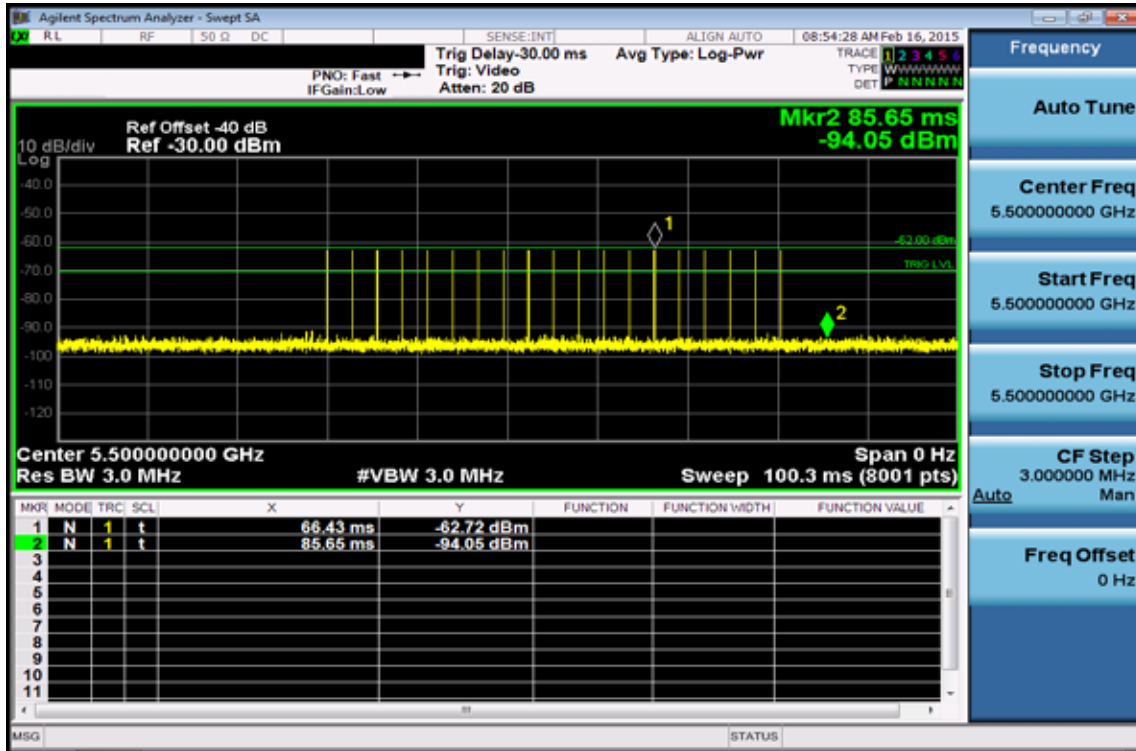 Agilent Spectrum Analyzer - Swept SA
RL RF 50 Ω DC SENSE:INT ALIGN AUTO 08:54:28 AM Feb 16, 2015
Trig Delay-30.00 ms Avg Type: Log-Pwr TRACE 1 2 3 4 5 6
PNO: Fast Trig: Video TYPE WWWWWWW
IFGain:Low Atten: 20 dB DET P N N N N N
Mkr2 85.65 ms
-94.05 dBm
Ref Offset -40 dB
10 dB/div Ref -30.00 dBm
Log
-40.0
-50.0
1
-60.0
-62.00 dBm
-70.0
TRIG LVL
-80.0
2
-90.0
-100
-110
-120
Center 5.500000000 GHz Span 0 Hz
Res BW 3.0 MHz #VBW 3.0 MHz Sweep 100.3 ms (8001 pts)
MKR MODE TRC SCL X Y FUNCTION FUNCTION WIDTH FUNCTION VALUE
1 N 1 t 66.43 ms -62.72 dBm
2 N 1 t 85.65 ms -94.05 dBm
3
4
5
6
7
8
9
10
11
MSG STATUS
Frequency
Auto Tune
Center Freq
5.500000000 GHz
Start Freq
5.500000000 GHz
Stop Freq
5.500000000 GHz
CF Step
3.000000 MHz
Auto Man
Freq Offset
0 Hz